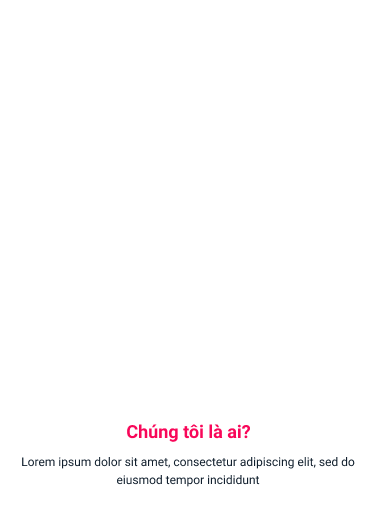 Chúng tôi là ai?
Lorem ipsum dolor sit amet, consectetur adipiscing elit, sed do
eiusmod tempor incididunt